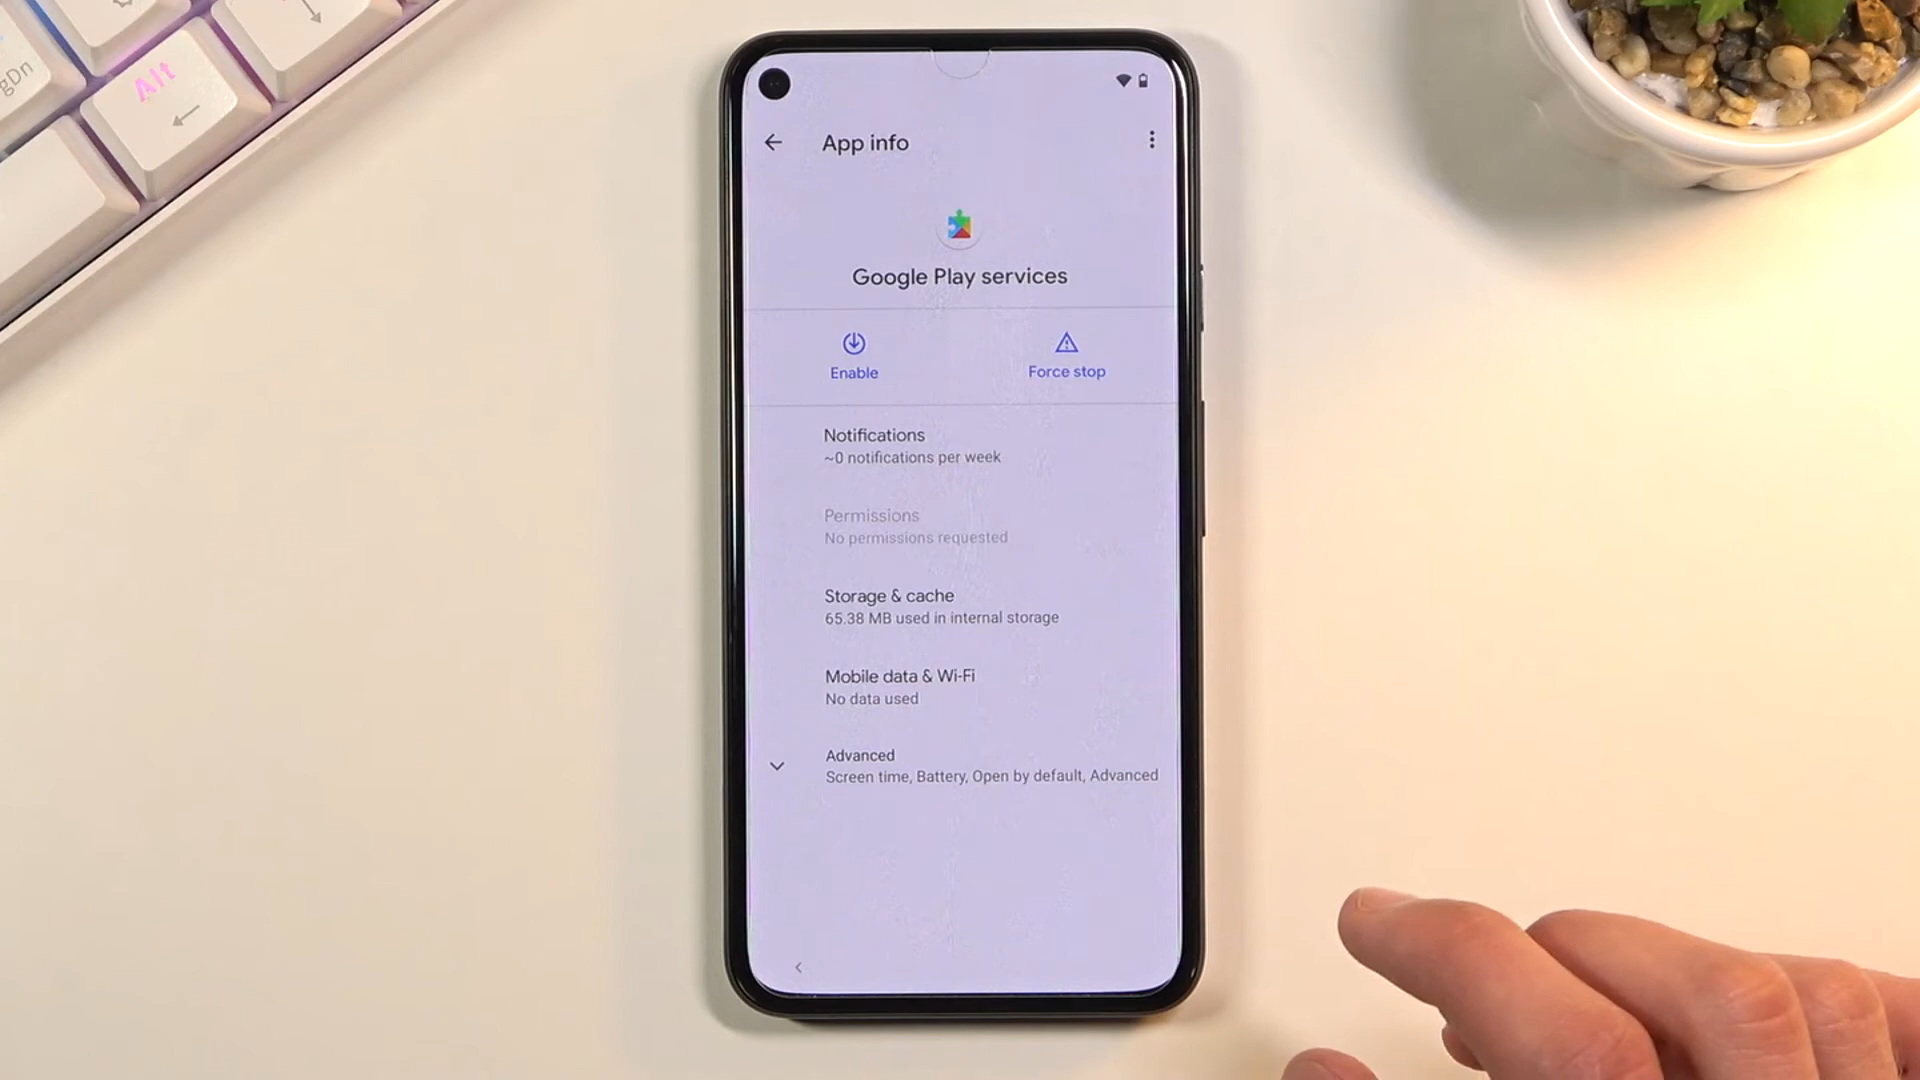 gDn
Alt
App info
Google Play services
Enable
Force stop
Notifications
~0 notifications per week
Permissions
No permissions requested
Storage & cache
65.38 MB used in internal storage
Mobile data & Wi-Fi
No data used
Advanced
Screen time, Battery, Open by default, Advanced